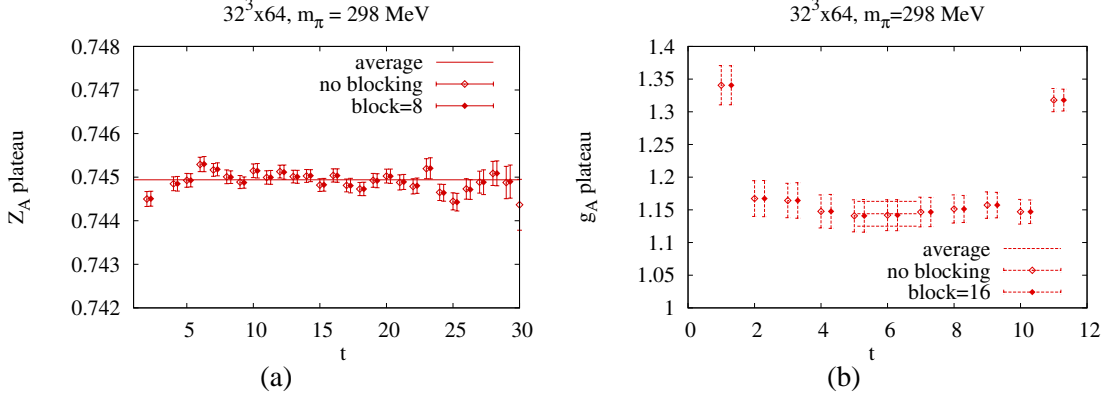 32³x64, mπ = 298 MeV
Z_A plateau
0.748
0.747
0.746
0.745
0.744
0.743
0.742
average
no blocking
block=8
5 10 15 20 25 30
t
(a)
32³x64, mπ=298 MeV
g_A plateau
1.4
1.35
1.3
1.25
1.2
1.15
1.1
1.05
1
average
no blocking
block=16
0 2 4 6 8 10 12
t
(b)